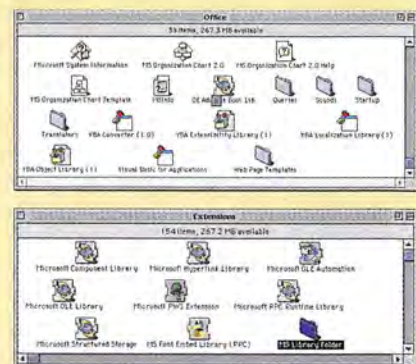 Office
35 items, 267.3 MB available
Microsoft System Information
MS Organization Chart 2.0
MS Organization Chart 2.0 Help
MS Organization Chart Template
MSInfo
Queries
Sounds
Startup
Translators
VBA Converter (1.0)
VBA Extensibility Library (1)
VBA Localization Library (1)
VBA Object Library (1)
Visual Basic for Applications
Web Page Templates
Extensions
154 items, 267.2 MB available
Microsoft Component Library
Microsoft Hyperlink Library
Microsoft OLE Automation
Microsoft OLE Library
Microsoft PWS Extension
Microsoft PPC Runtime Library
Microsoft Structured Storage
MS Font Embed Library (PPC)
MS Library Folder